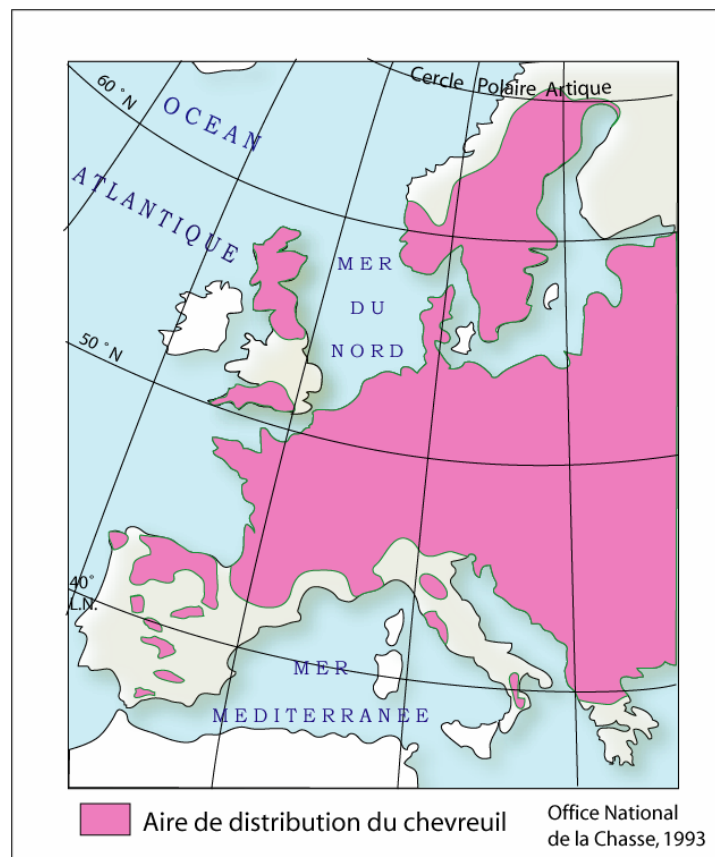 Cercle Polaire Artique
60°N
OCEAN
ATLANTIQUE
MER
DU
NORD
50°N
40°
L.N.
MER
MEDITERRANEE
Aire de distribution du chevreuil
Office National
de la Chasse, 1993